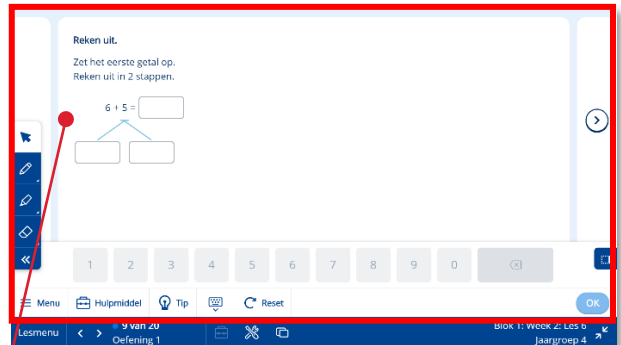 Reken uit.
Zet het eerste getal op.
Reken uit in 2 stappen.
6 + 5 =
1 2 3 4 5 6 7 8 9 0
Menu Hulpmiddel Tip Reset OK
Lesmenu 9 van 20 Blok 1: Week 2: Les 6
Oefening 1 Jaargroep 4